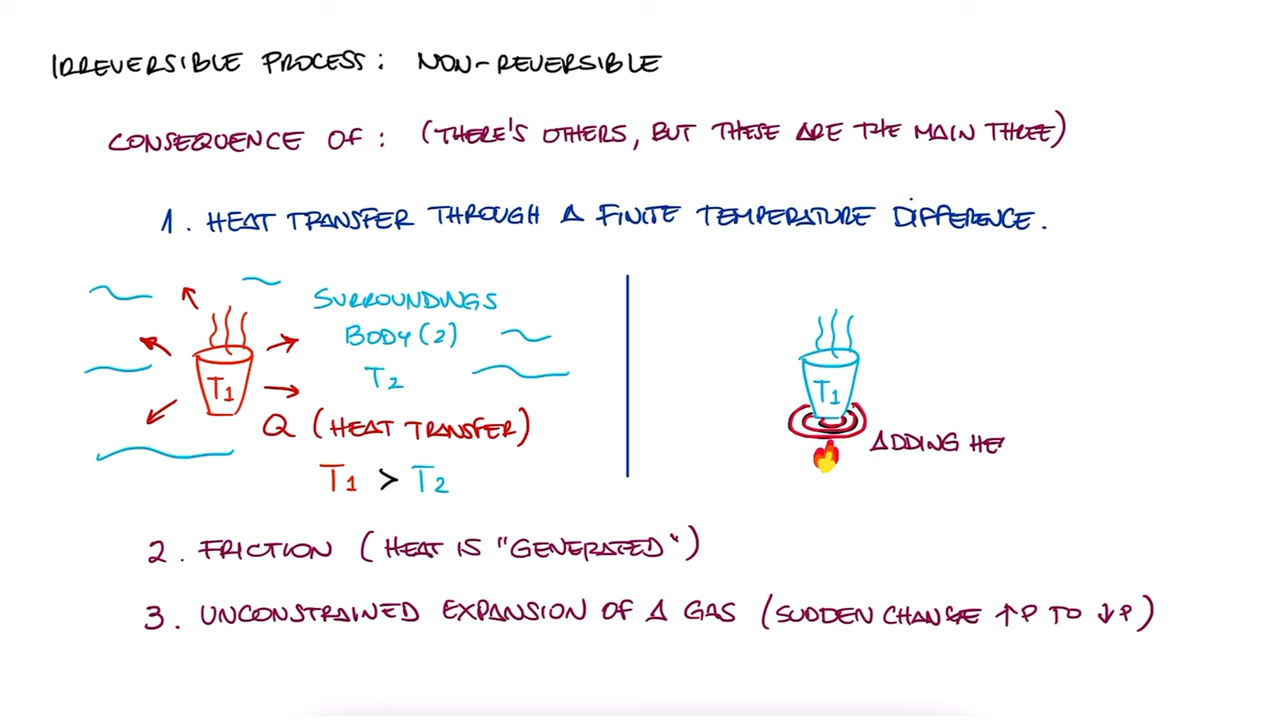 IRREVERSIBLE PROCESS: NON-REVERSIBLE
CONSEQUENCE OF: (THERE'S OTHERS, BUT THESE ARE THE MAIN THREE)
1. HEAT TRANSFER THROUGH A FINITE TEMPERATURE DIFFERENCE.
SURROUNDINGS
BODY (2)
T2
T1
Q (HEAT TRANSFER)
T1 > T2
T1
ADDING HE
2. FRICTION (HEAT IS "GENERATED")
3. UNCONSTRAINED EXPANSION OF A GAS (SUDDEN CHANGE ↑P TO ↓P)